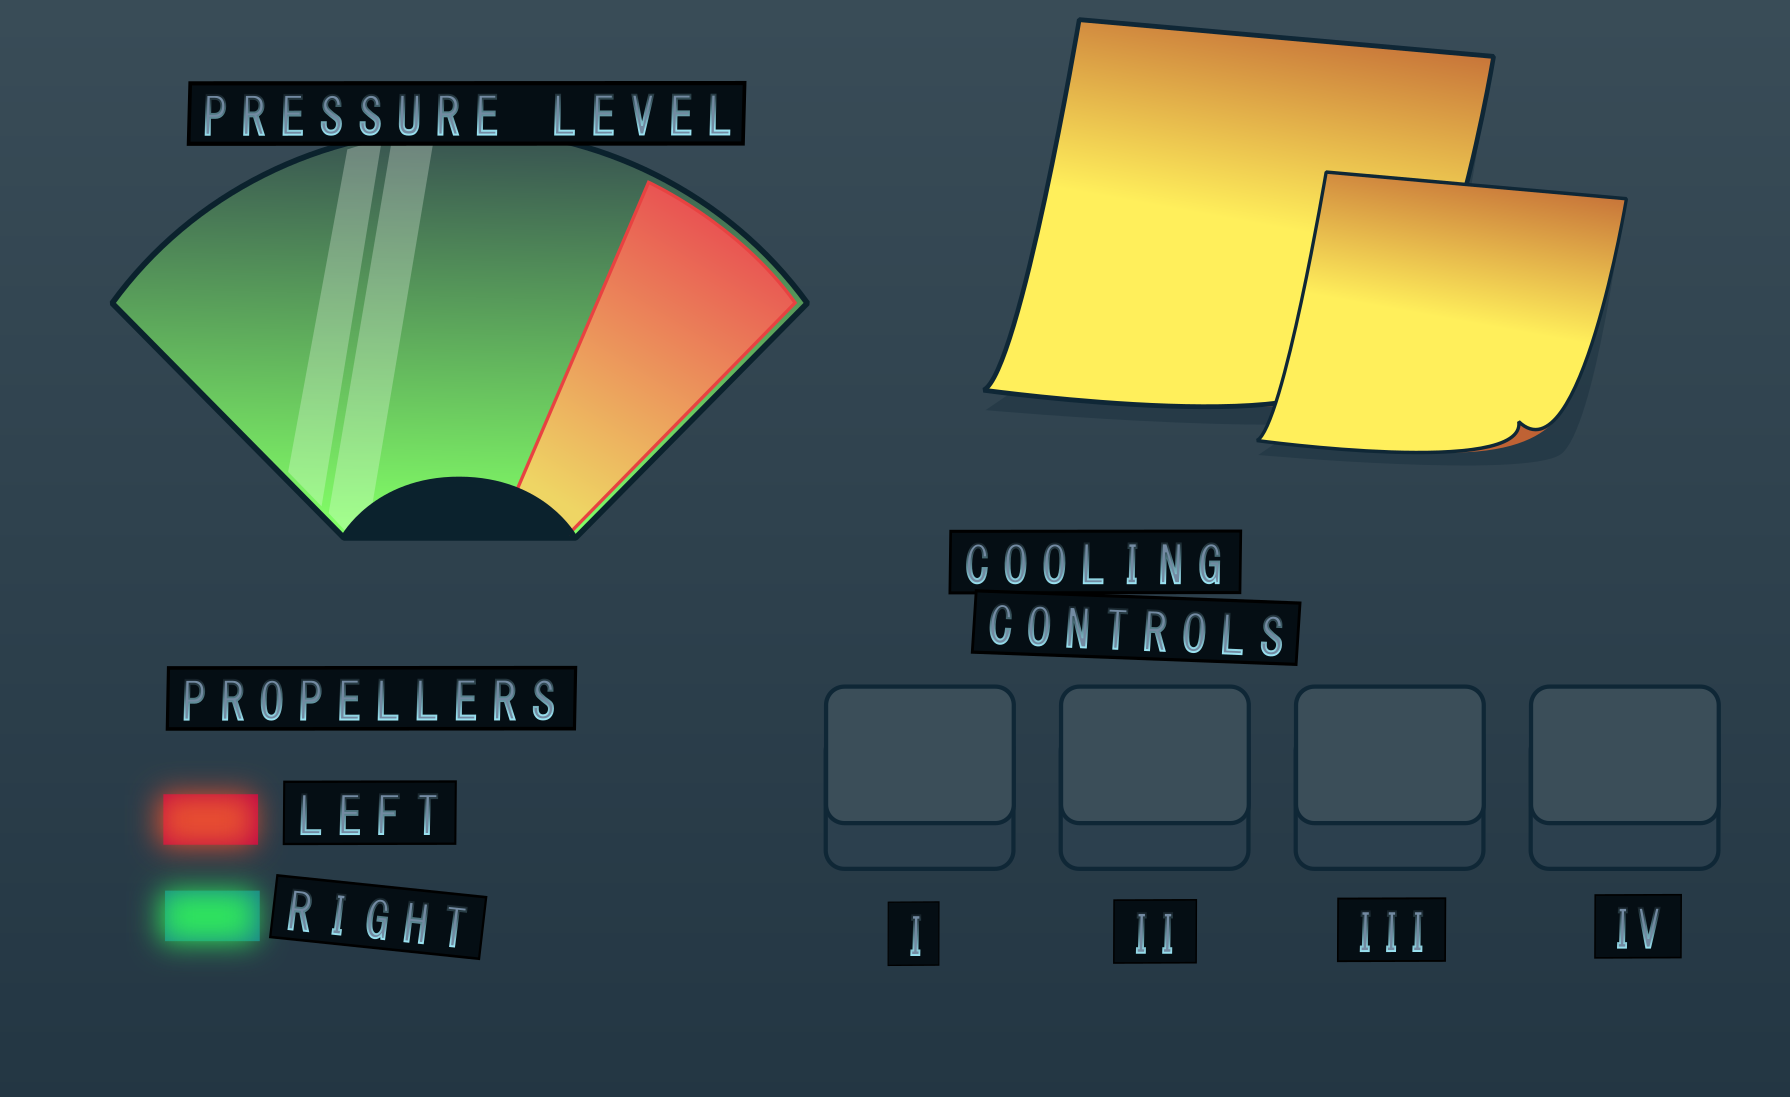 PRESSURE LEVEL
COOLING
CONTROLS
PROPELLERS
LEFT
RIGHT
I
II
III
IV